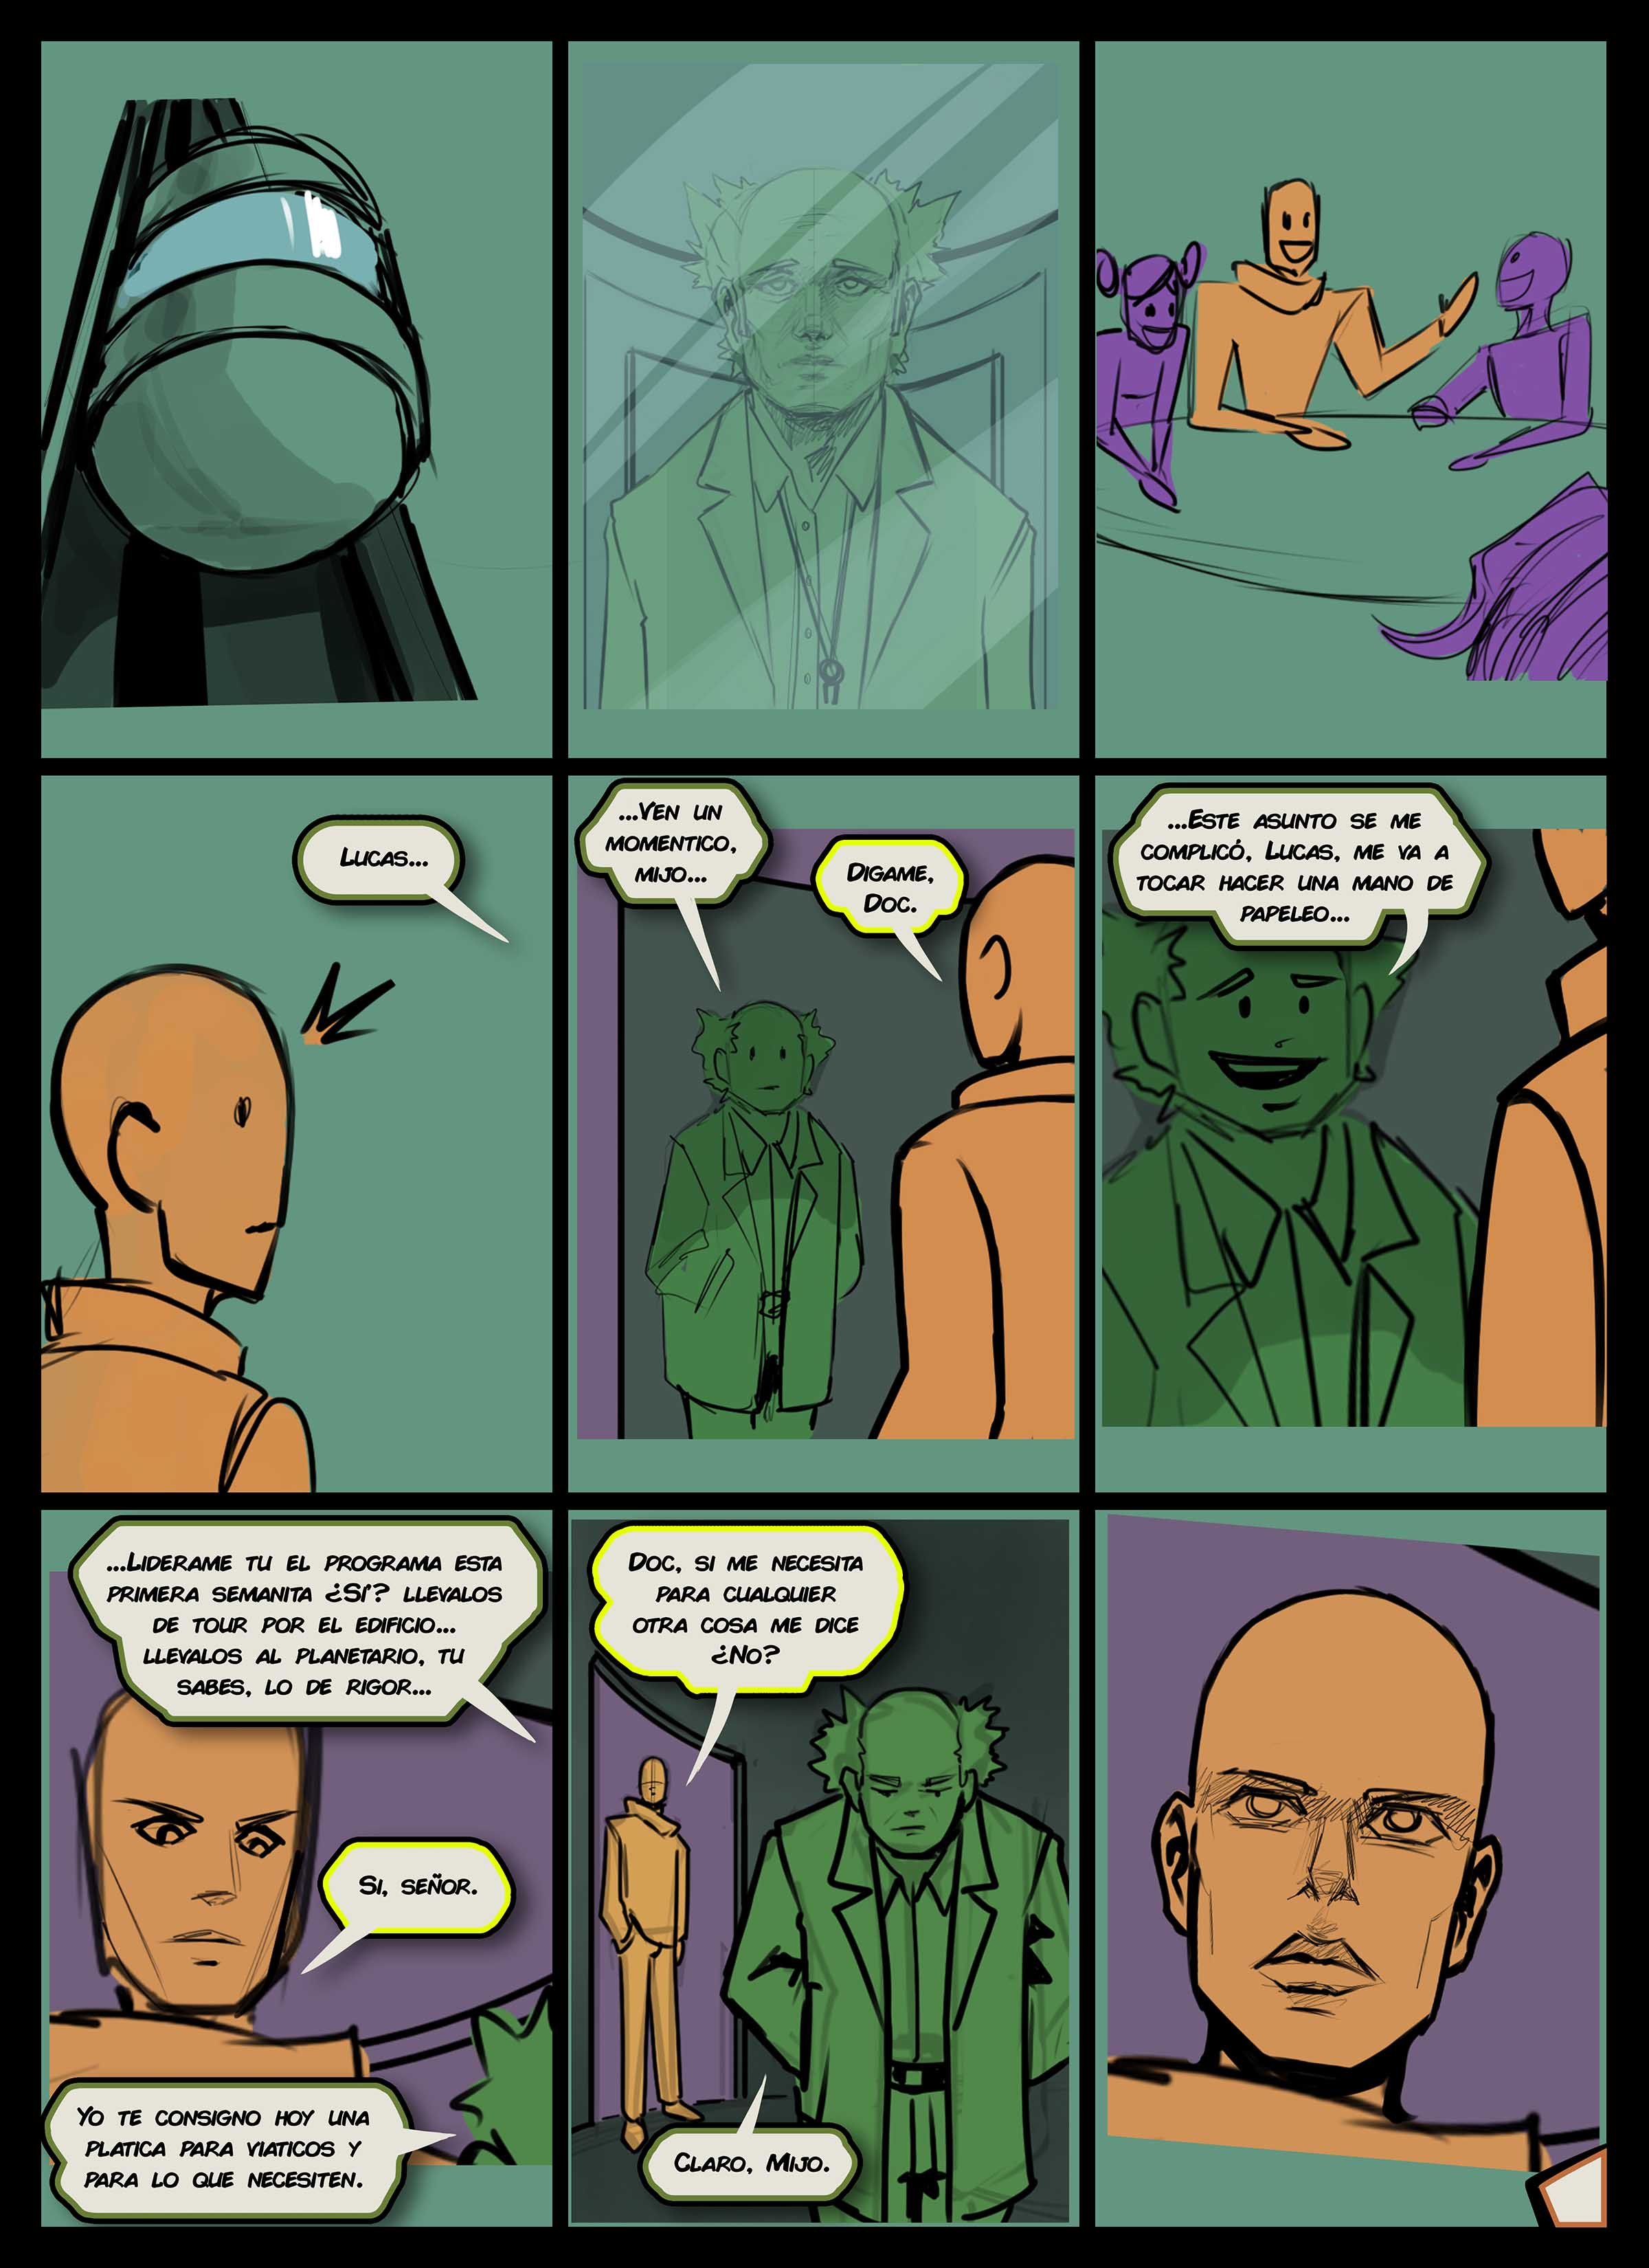 Lucas...
...Ven un
momentico,
mijo...
Digame,
Doc.
...Este asunto se me
complicó, Lucas, me va a
tocar hacer una mano de
papeleo...
...Liderame tu el programa esta
primera semanita ¿Sí? llevalos
de tour por el edificio...
llevalos al planetario, tu
sabes, lo de rigor...
Si, señor.
Yo te consigno hoy una
platica para viaticos y
para lo que necesiten.
Doc, si me necesita
para cualquier
otra cosa me dice
¿No?
Claro, Mijo.